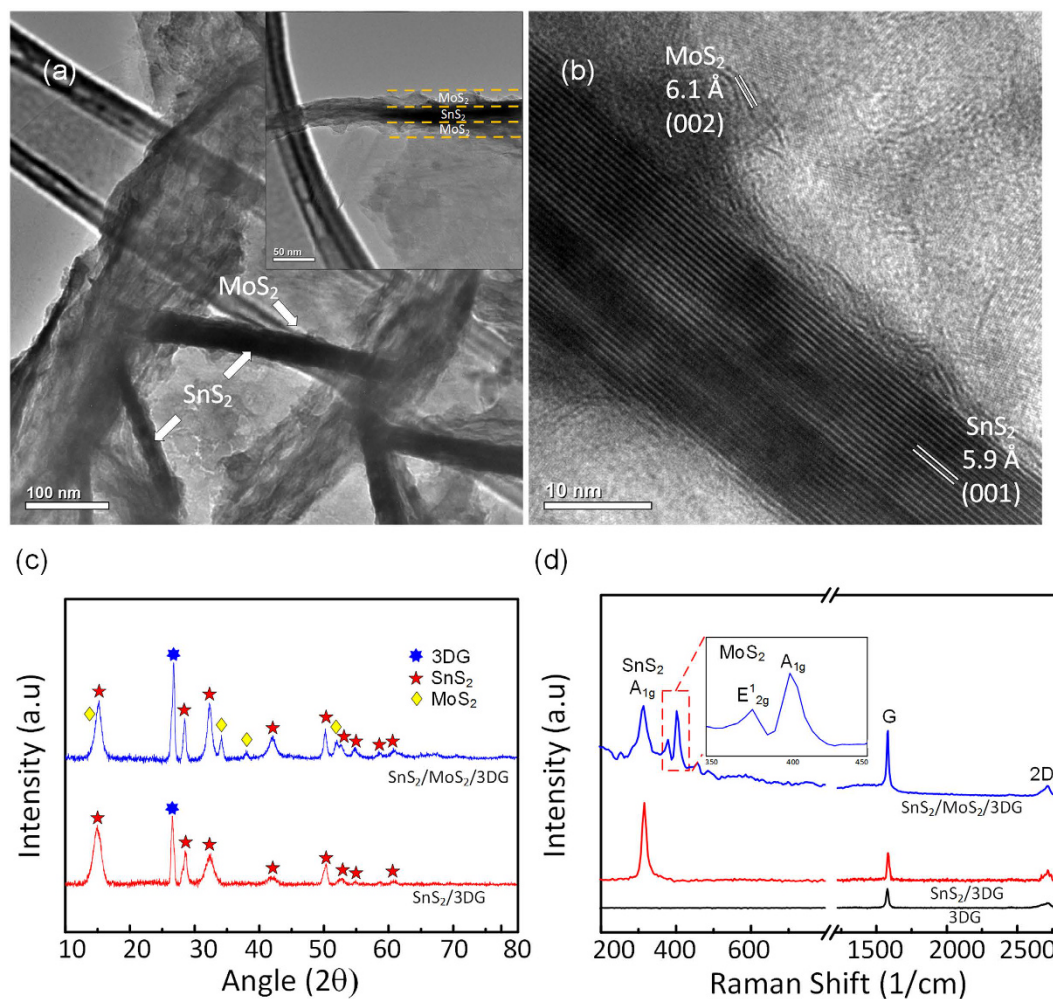 (a)
MoS₂
SnS₂
MoS₂
50 nm
MoS₂
SnS₂
100 nm
(b)
MoS₂
6.1 Å
(002)
SnS₂
5.9 Å
(001)
10 nm
(c)
Intensity (a.u)
3DG
SnS₂
MoS₂
SnS₂/MoS₂/3DG
SnS₂/3DG
10 20 30 40 50 60 70 80
Angle (2θ)
(d)
Intensity (a.u)
SnS₂
A₁g
MoS₂
E¹₂g
A₁g
350 400 450
G
2D
SnS₂/MoS₂/3DG
SnS₂/3DG
3DG
200 400 600 1500 2000 2500
Raman Shift (1/cm)